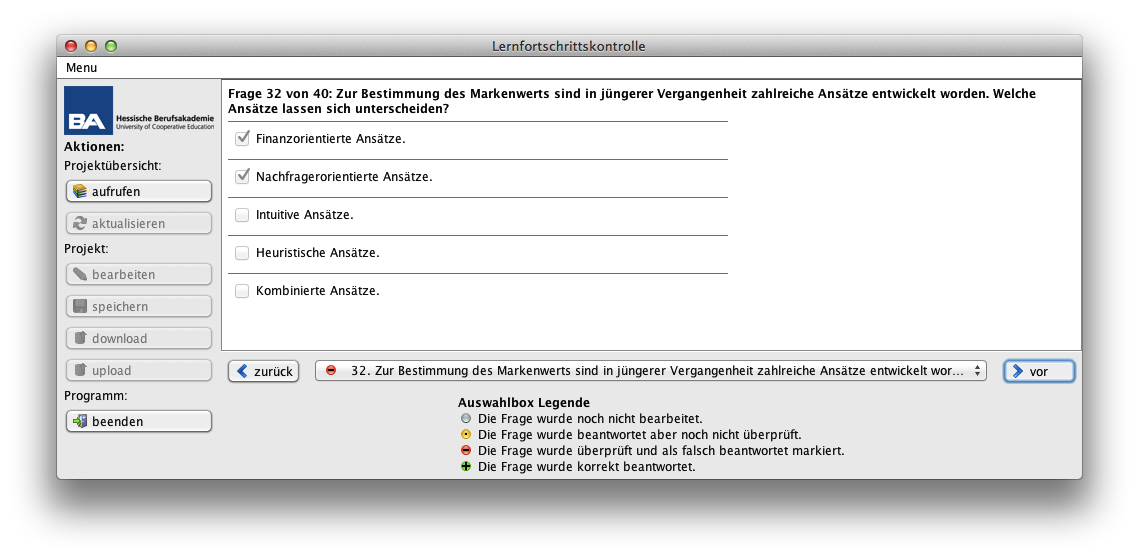 Lernfortschrittskontrolle
Menu
BA
Hessische Berufsakademie
University of Cooperative Education
Aktionen:
Projektübersicht:
aufrufen
aktualisieren
Projekt:
bearbeiten
speichern
download
upload
Programm:
beenden
Frage 32 von 40: Zur Bestimmung des Markenwerts sind in jüngerer Vergangenheit zahlreiche Ansätze entwickelt worden. Welche
Ansätze lassen sich unterscheiden?
Finanzorientierte Ansätze.
Nachfragerorientierte Ansätze.
Intuitive Ansätze.
Heuristische Ansätze.
Kombinierte Ansätze.
zurück
32. Zur Bestimmung des Markenwerts sind in jüngerer Vergangenheit zahlreiche Ansätze entwickelt wor...
vor
Auswahlbox Legende
Die Frage wurde noch nicht bearbeitet.
Die Frage wurde beantwortet aber noch nicht überprüft.
Die Frage wurde überprüft und als falsch beantwortet markiert.
Die Frage wurde korrekt beantwortet.